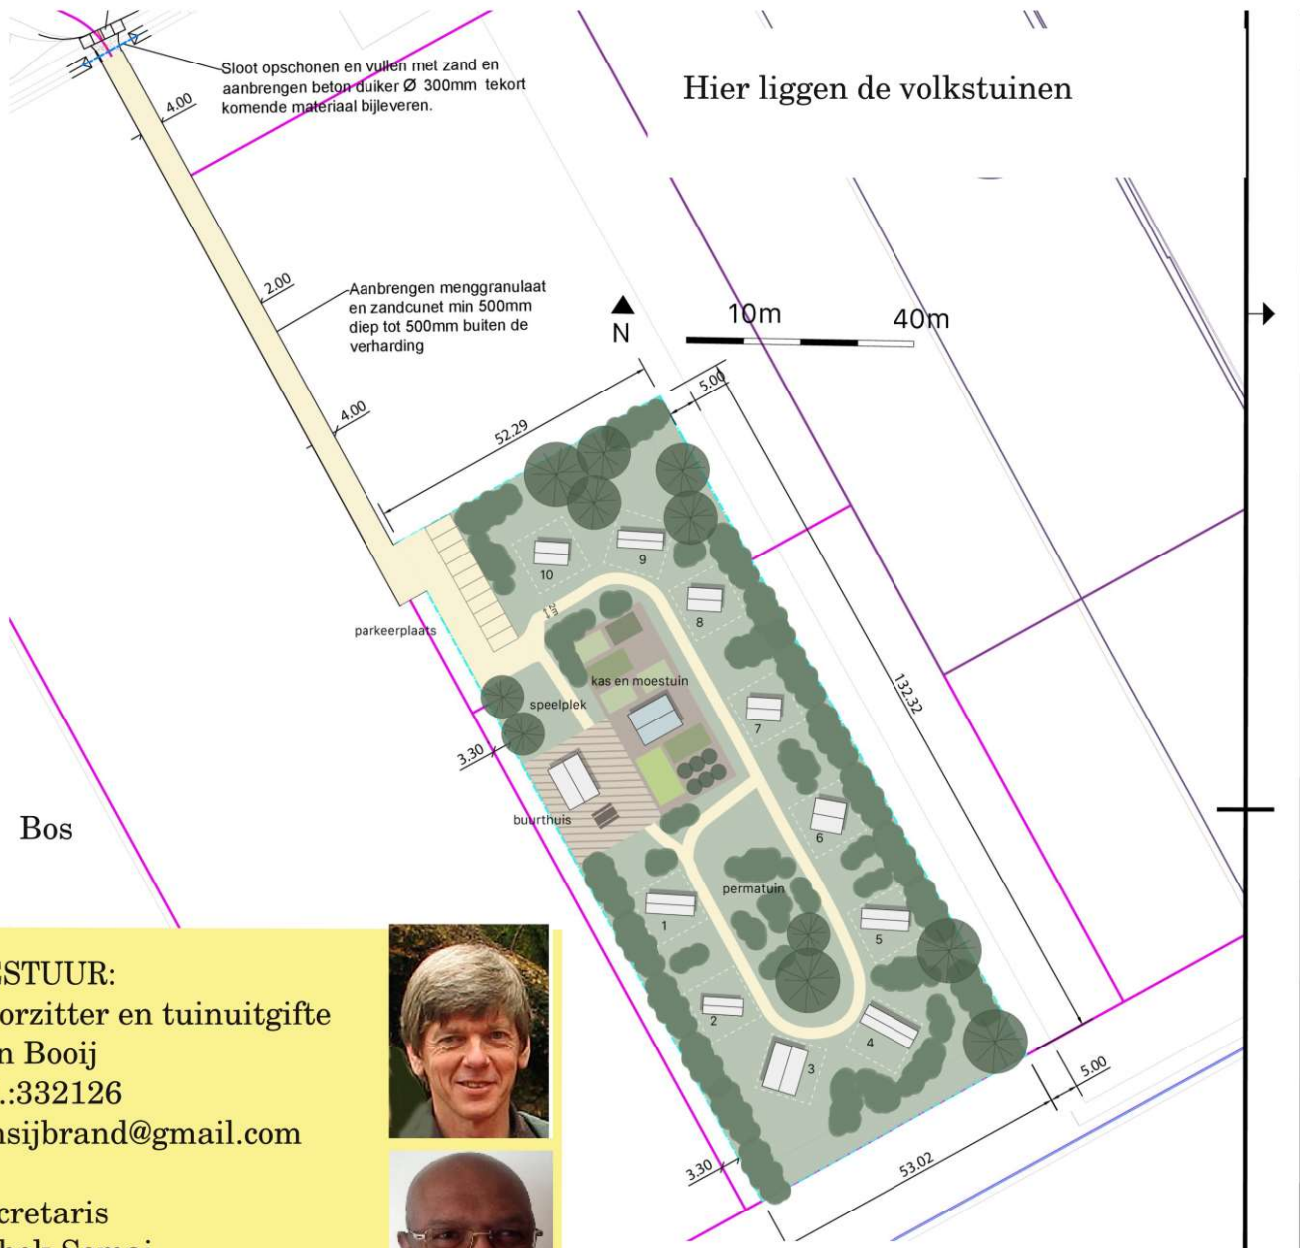 Sloot opschonen en vullen met zand en
aanbrengen beton duiker Ø 300mm tekort
komende materiaal bijleveren.
Hier liggen de volkstuinen
4.00
2.00
Aanbrengen menggranulaat
en zandcunet min 500mm
diep tot 500mm buiten de
verharding
N
10m
40m
4.00
52.29
5.00
132.32
10
9
8
2m
parkeerplaats
kas en moestuin
speelplek
7
3.30
buurthuis
6
Bos
permatuin
1
5
2
4
3
5.00
53.02
3.30
ESTUUR:
orzitter en tuinuitgifte
n Booij
.:332126
nsijbrand@gmail.com
cretaris